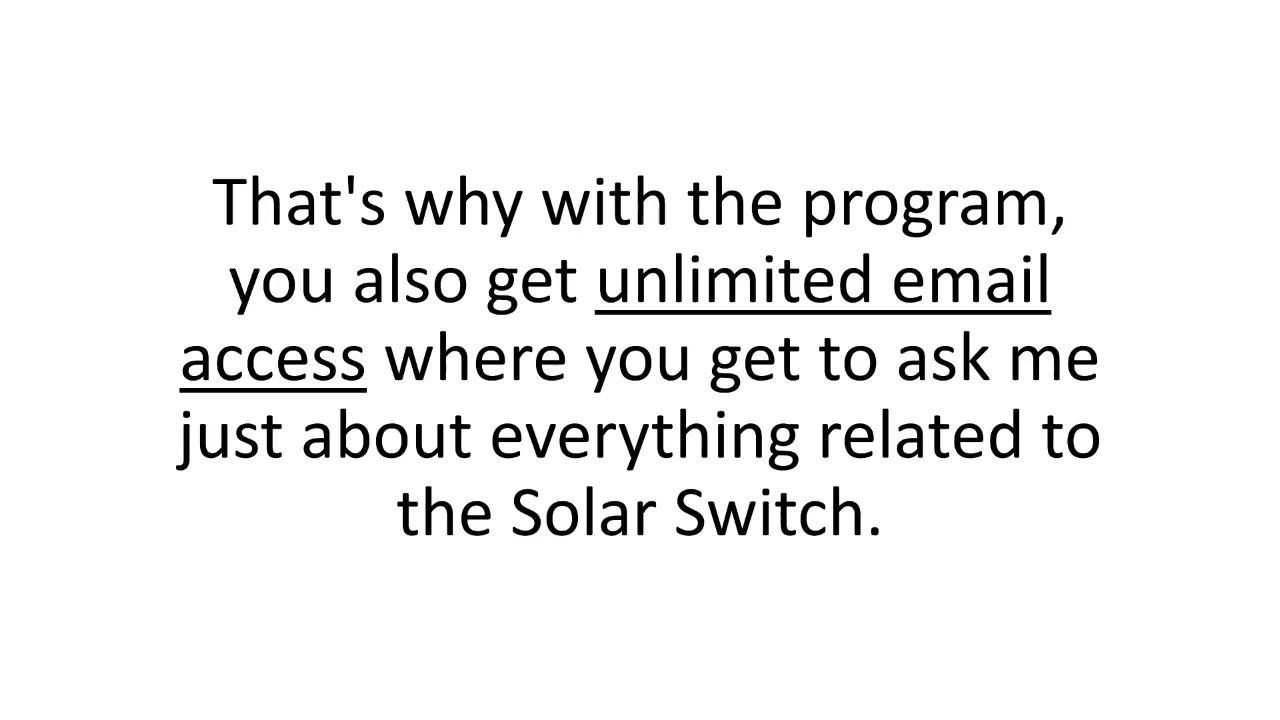 That's why with the program,
you also get unlimited email
access where you get to ask me
just about everything related to
the Solar Switch.